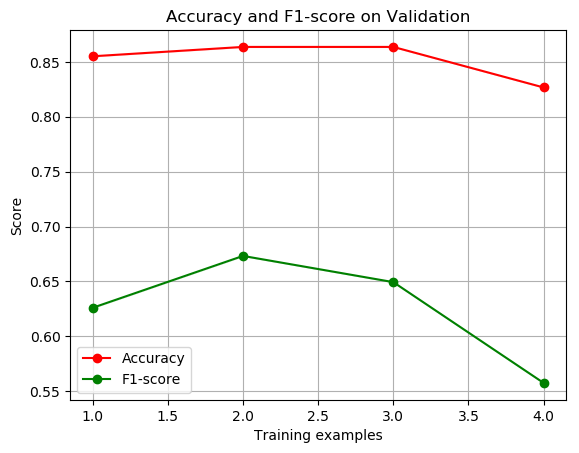 Accuracy and F1-score on Validation
0.85
0.80
0.75
0.70
0.65
0.60
0.55
Score
Accuracy
F1-score
1.0 1.5 2.0 2.5 3.0 3.5 4.0
Training examples